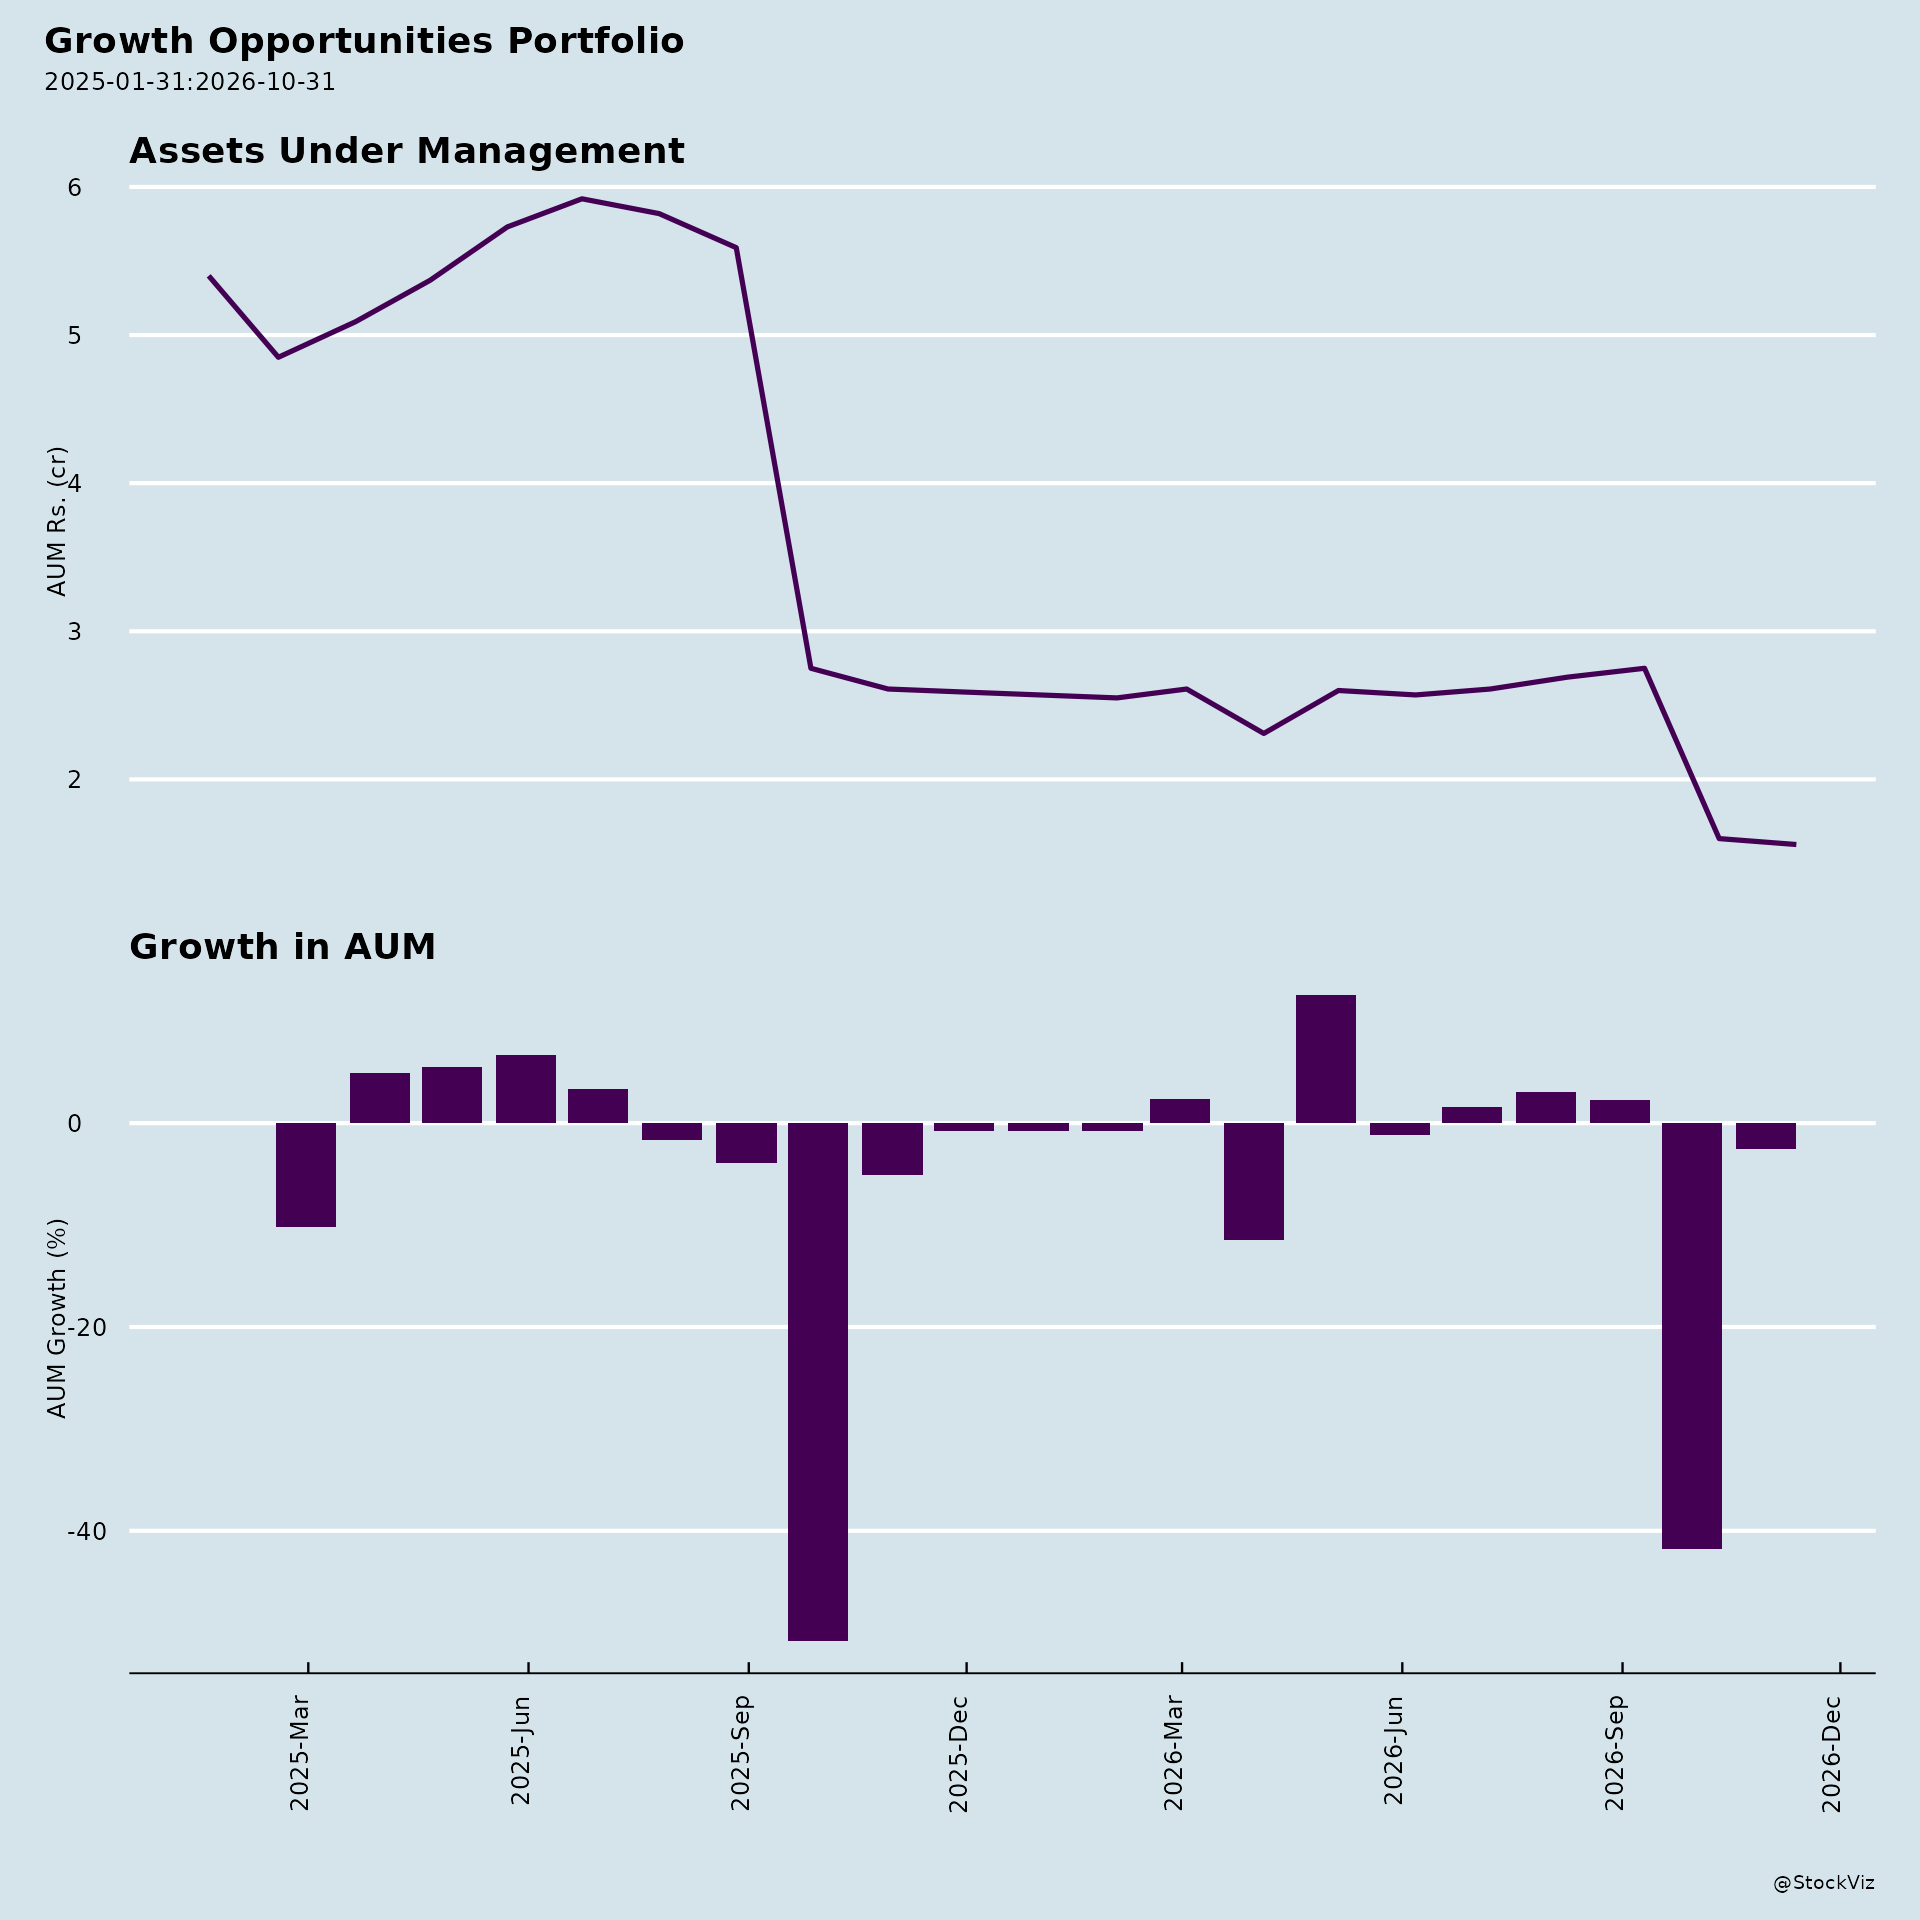 Growth Opportunities Portfolio
2025-01-31:2026-10-31
Assets Under Management
AUM Rs. (cr)
6
5
4
3
2
Growth in AUM
AUM Growth (%)
0
-20
-40
2025-Mar
2025-Jun
2025-Sep
2025-Dec
2026-Mar
2026-Jun
2026-Sep
2026-Dec
@StockViz